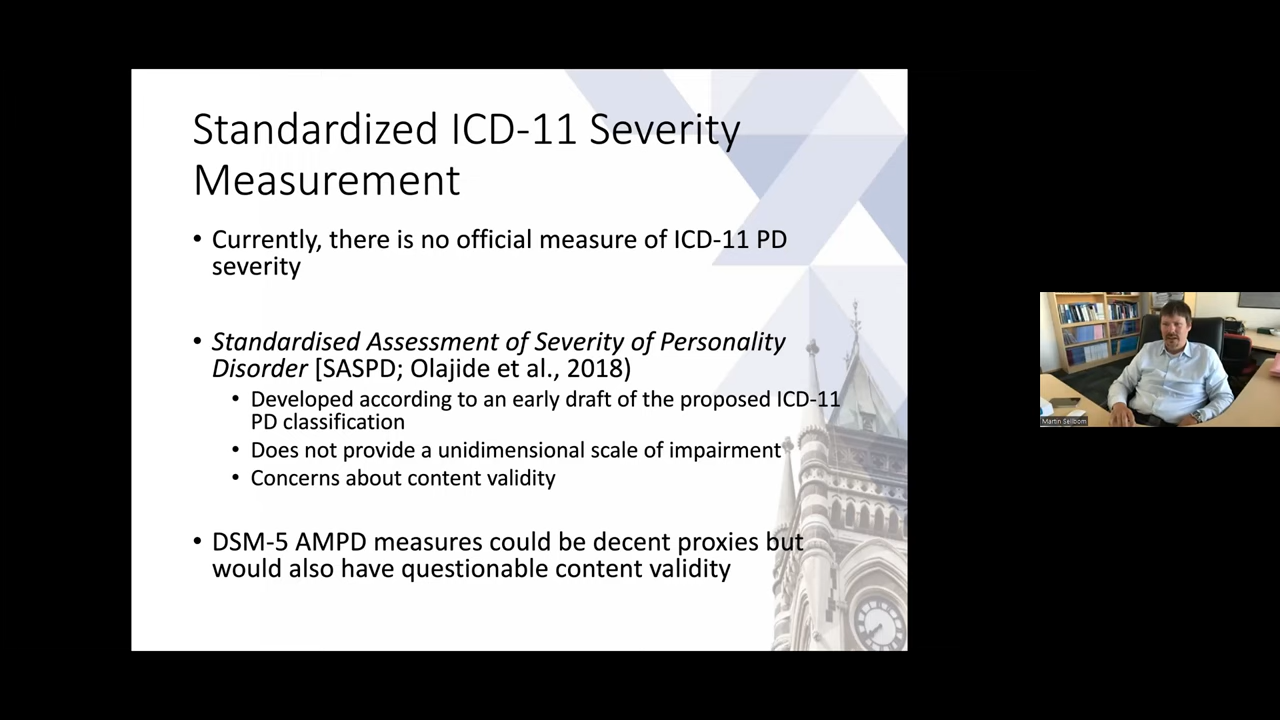 Standardized ICD-11 Severity
Measurement
• Currently, there is no official measure of ICD-11 PD
severity
• Standardised Assessment of Severity of Personality
Disorder [SASPD; Olajide et al., 2018)
• Developed according to an early draft of the proposed ICD-11
PD classification
• Does not provide a unidimensional scale of impairment
• Concerns about content validity
• DSM-5 AMPD measures could be decent proxies but
would also have questionable content validity
Martin Sellbom